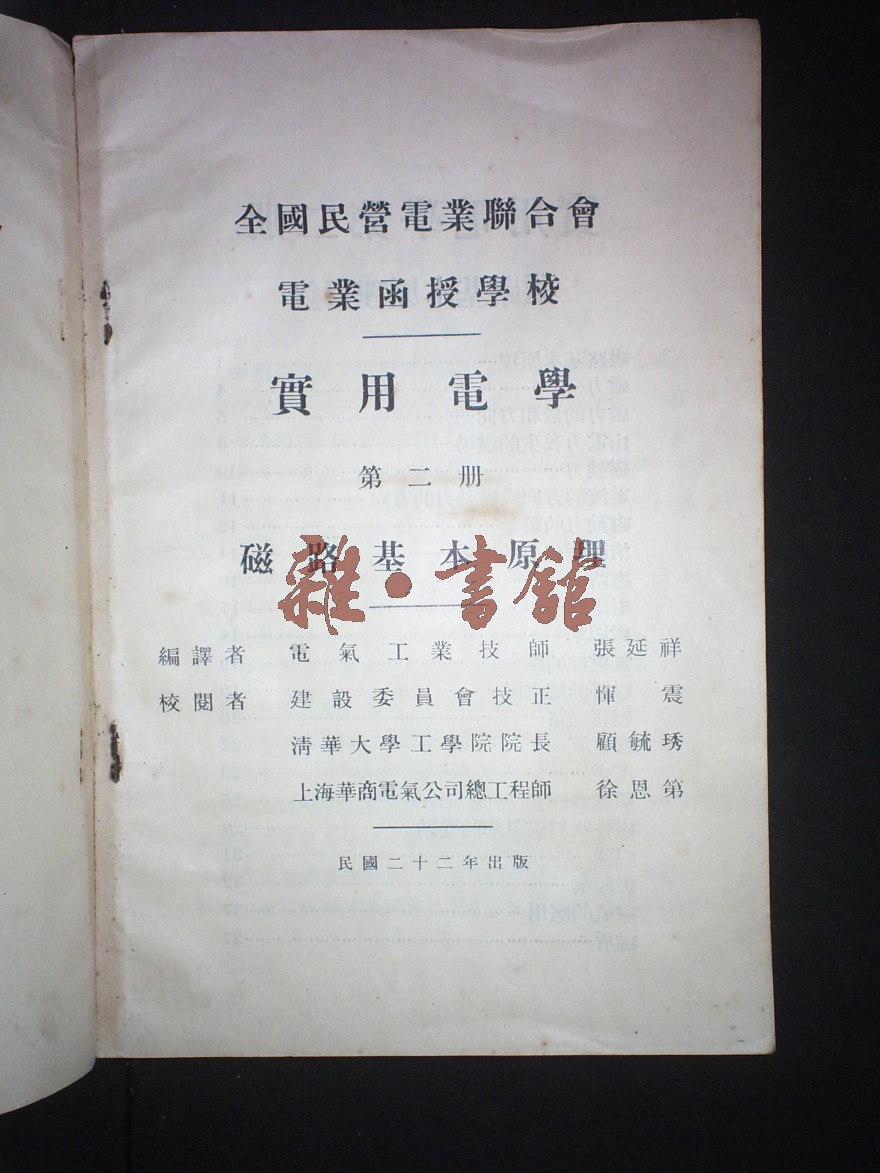 全國民營電業聯合會
電業函授學校
實用電學
第二册
磁路基本原理
雜·書館
編譯者 電氣工業技師 張延祥
校閱者 建設委員會技正 惲震
淸華大學工學院院長 顧毓琇
上海華商電氣公司總工程師 徐恩第
民國二十二年出版